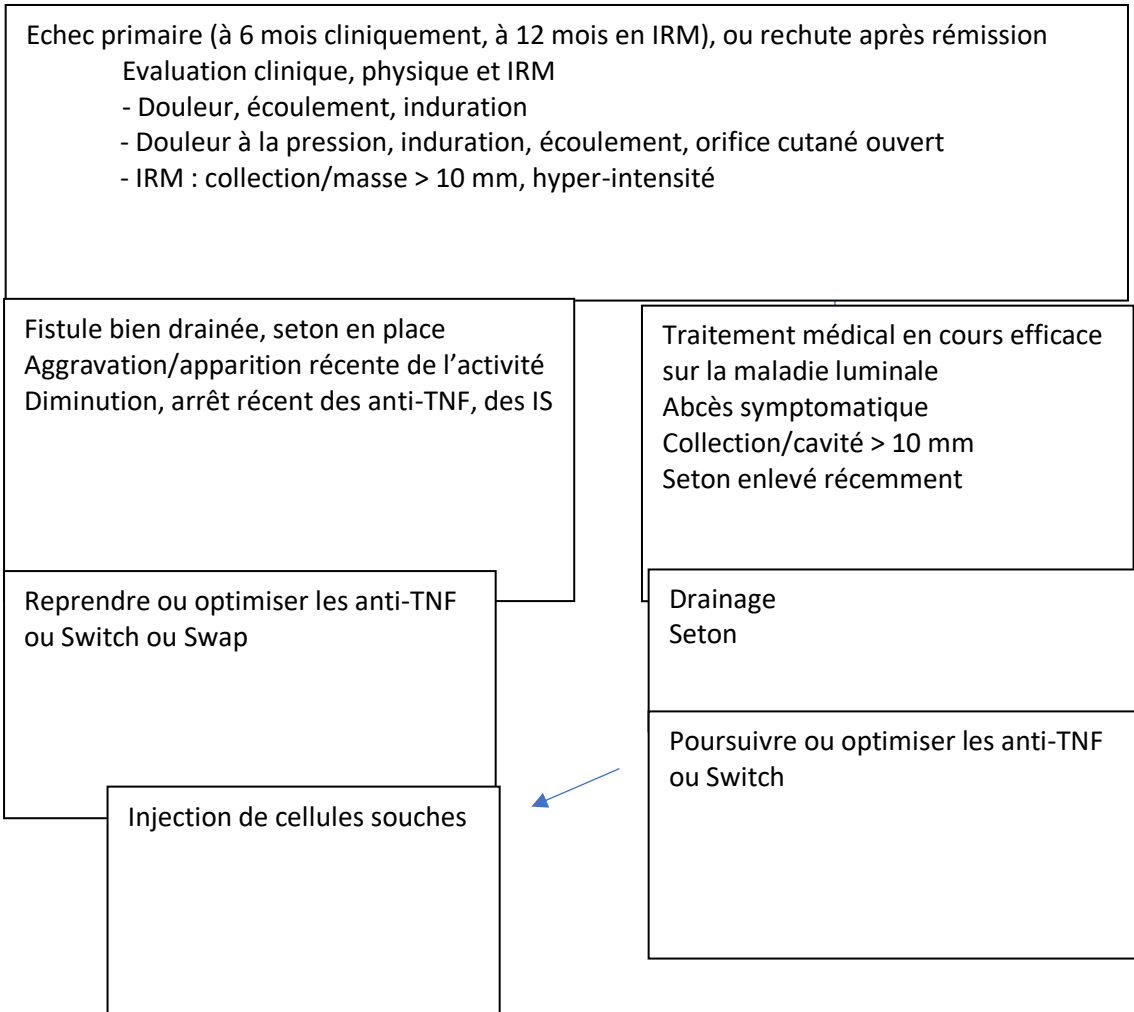 Echec primaire (à 6 mois cliniquement, à 12 mois en IRM), ou rechute après rémission
Evaluation clinique, physique et IRM
- Douleur, écoulement, induration
- Douleur à la pression, induration, écoulement, orifice cutané ouvert
- IRM : collection/masse > 10 mm, hyper-intensité
Fistule bien drainée, seton en place
Aggravation/apparition récente de l’activité
Diminution, arrêt récent des anti-TNF, des IS
Traitement médical en cours efficace
sur la maladie luminale
Abcès symptomatique
Collection/cavité > 10 mm
Seton enlevé récemment
Reprendre ou optimiser les anti-TNF
ou Switch ou Swap
Drainage
Seton
Poursuivre ou optimiser les anti-TNF
ou Switch
Injection de cellules souches